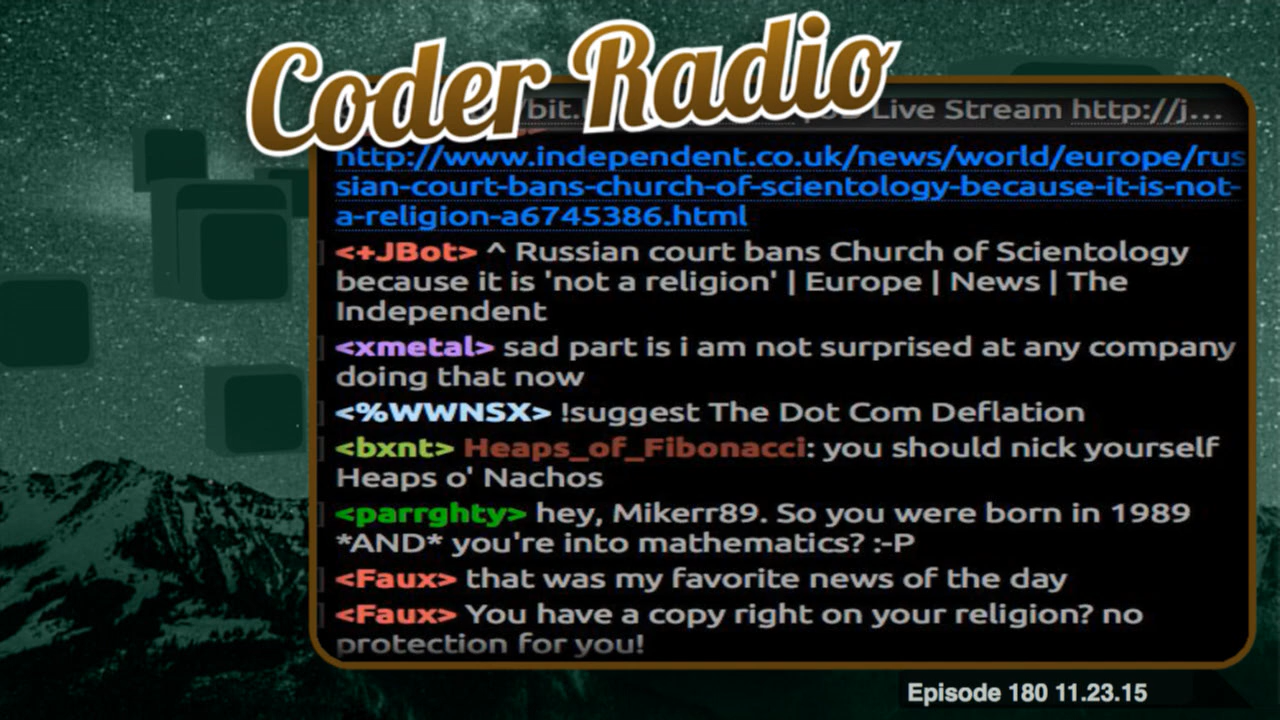 Coder Radio
/bit. Live Stream http://j...
http://www.independent.co.uk/news/world/europe/rus
sian-court-bans-church-of-scientology-because-it-is-not-
a-religion-a6745386.html
<+JBot> ^ Russian court bans Church of Scientology
because it is 'not a religion' | Europe | News | The
Independent
<xmetal> sad part is i am not surprised at any company
doing that now
<%WWNSX> !suggest The Dot Com Deflation
<bxnt> Heaps_of_Fibonacci: you should nick yourself
Heaps o' Nachos
<parrghty> hey, Mikerr89. So you were born in 1989
*AND* you're into mathematics? :-P
<Faux> that was my favorite news of the day
<Faux> You have a copy right on your religion? no
protection for you!
Episode 180 11.23.15